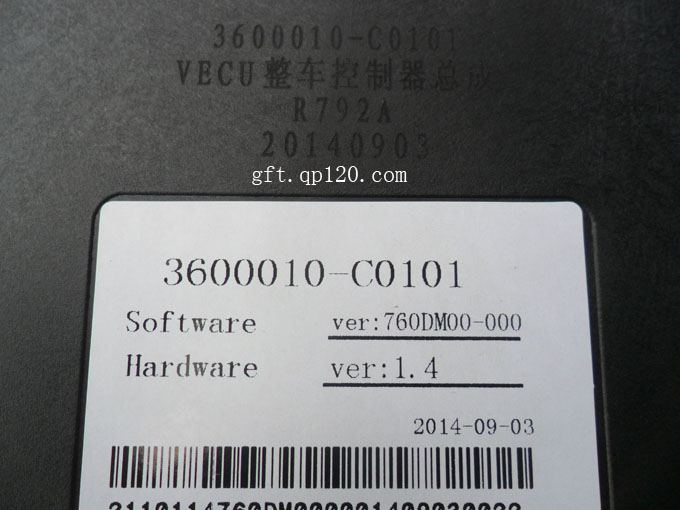 3600010-C0101
VECU整车控制器总成
R792A
20140903
gft.qp120.com
3600010-C0101
Software ver:760DM00-000
Hardware ver:1.4
2014-09-03